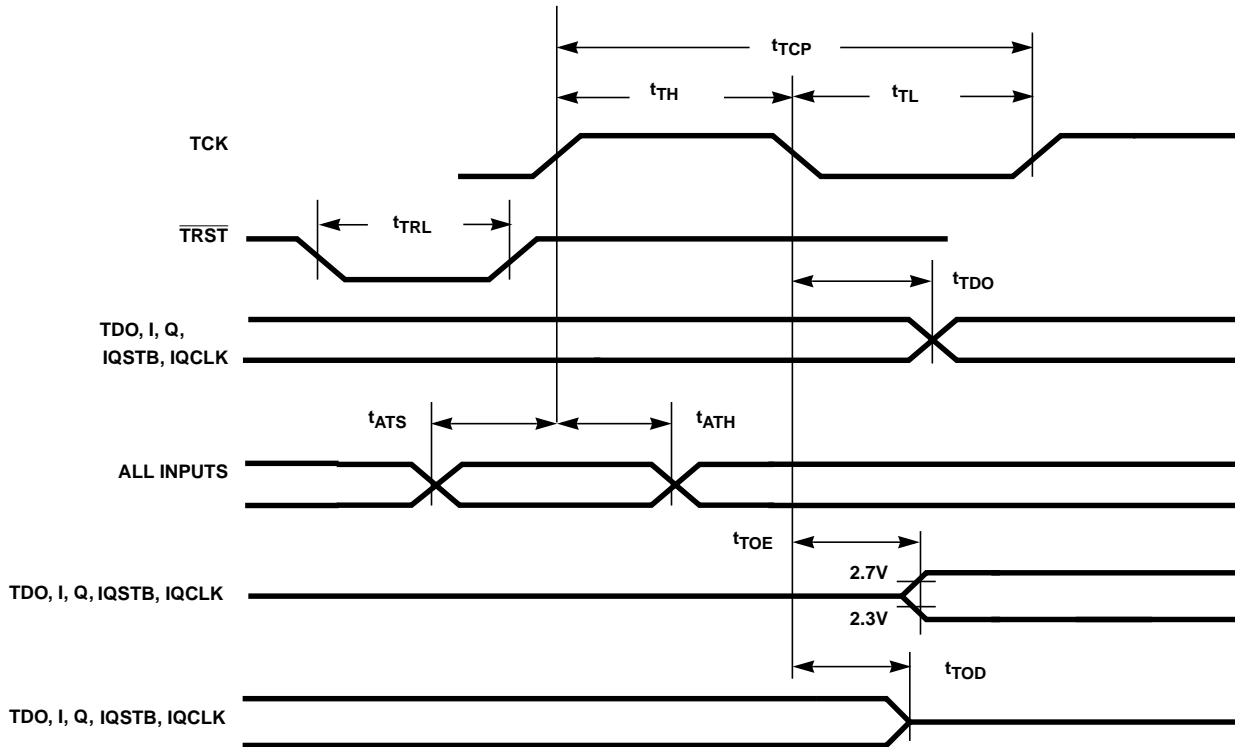 tTCP
tTH
tTL
TCK
tTRL
TRST
tTDO
TDO, I, Q,
IQSTB, IQCLK
tATS
tATH
ALL INPUTS
tTOE
2.7V
TDO, I, Q, IQSTB, IQCLK
2.3V
tTOD
TDO, I, Q, IQSTB, IQCLK